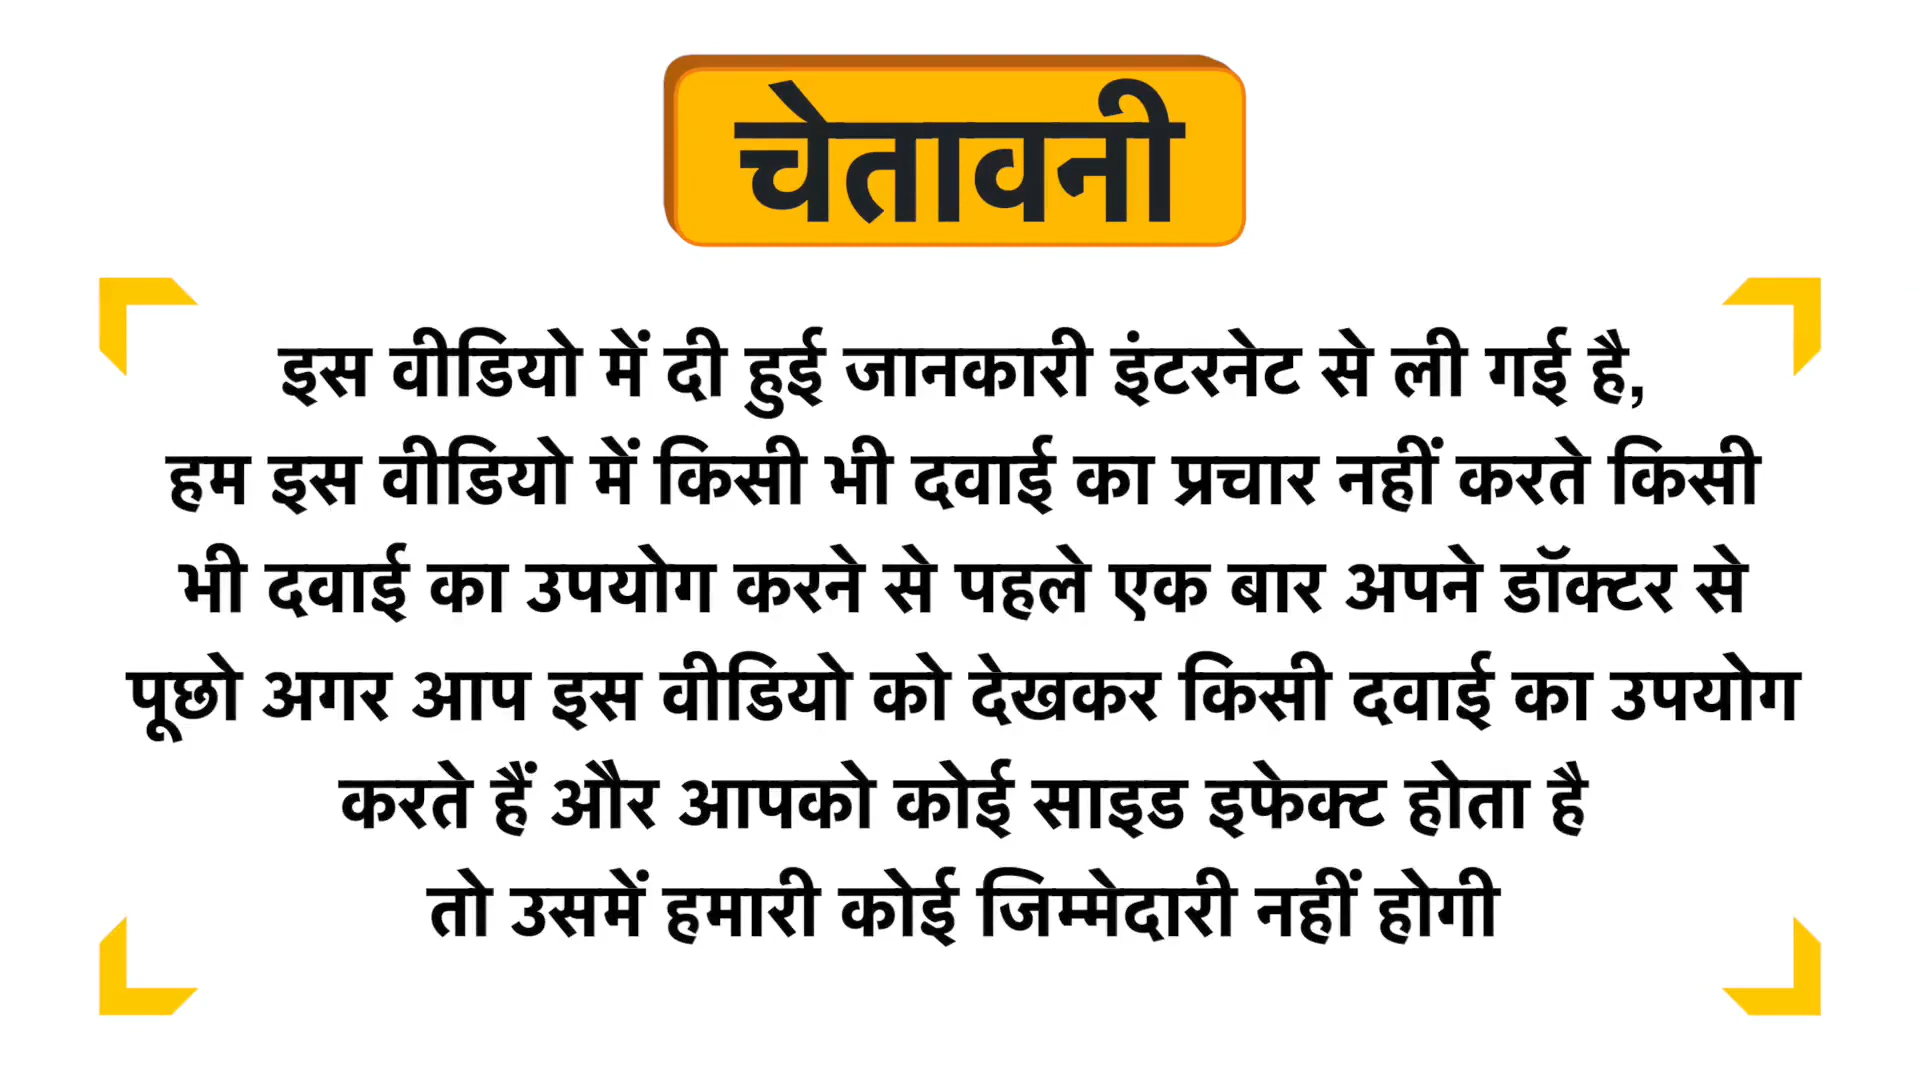 चेतावनी
इस वीडियो में दी हुई जानकारी इंटरनेट से ली गई है,
हम इस वीडियो में किसी भी दवाई का प्रचार नहीं करते किसी
भी दवाई का उपयोग करने से पहले एक बार अपने डॉक्टर से
पूछो अगर आप इस वीडियो को देखकर किसी दवाई का उपयोग
करते हैं और आपको कोई साइड इफेक्ट होता है
तो उसमें हमारी कोई जिम्मेदारी नहीं होगी